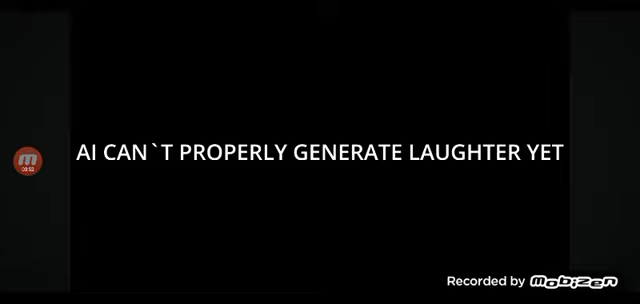 AI CAN`T PROPERLY GENERATE LAUGHTER YET
m
Recorded by Mobizen